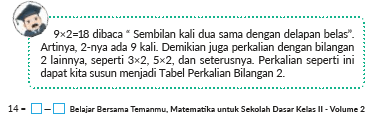 9×2=18 dibaca “ Sembilan kali dua sama dengan delapan belas”.
Artinya, 2-nya ada 9 kali. Demikian juga perkalian dengan bilangan
2 lainnya, seperti 3×2, 5×2, dan seterusnya. Perkalian seperti ini
dapat kita susun menjadi Tabel Perkalian Bilangan 2.
14 = □ − □ Belajar Bersama Temanmu, Matematika untuk Sekolah Dasar Kelas II - Volume 2